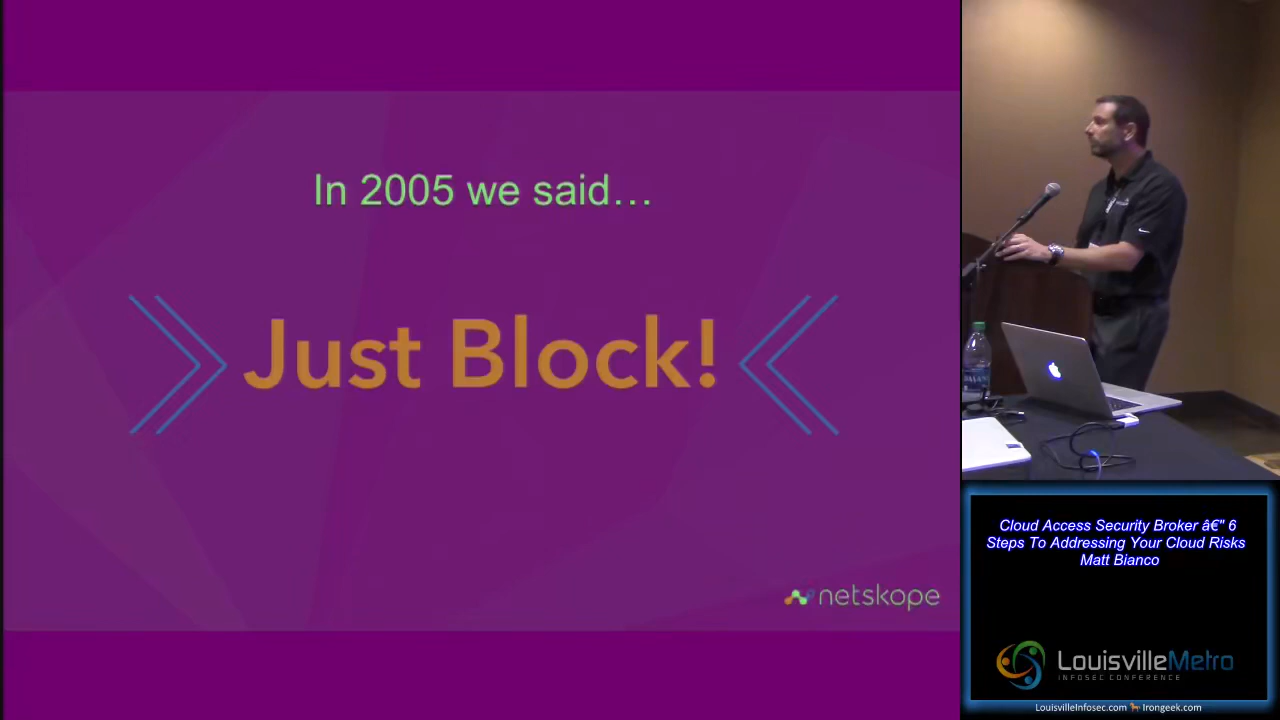 In 2005 we said…
Just Block!
netskope
Cloud Access Security Broker â€" 6
Steps To Addressing Your Cloud Risks
Matt Bianco
LouisvilleMetro
INFOSEC CONFERENCE
LouisvilleInfosec.com Irongeek.com